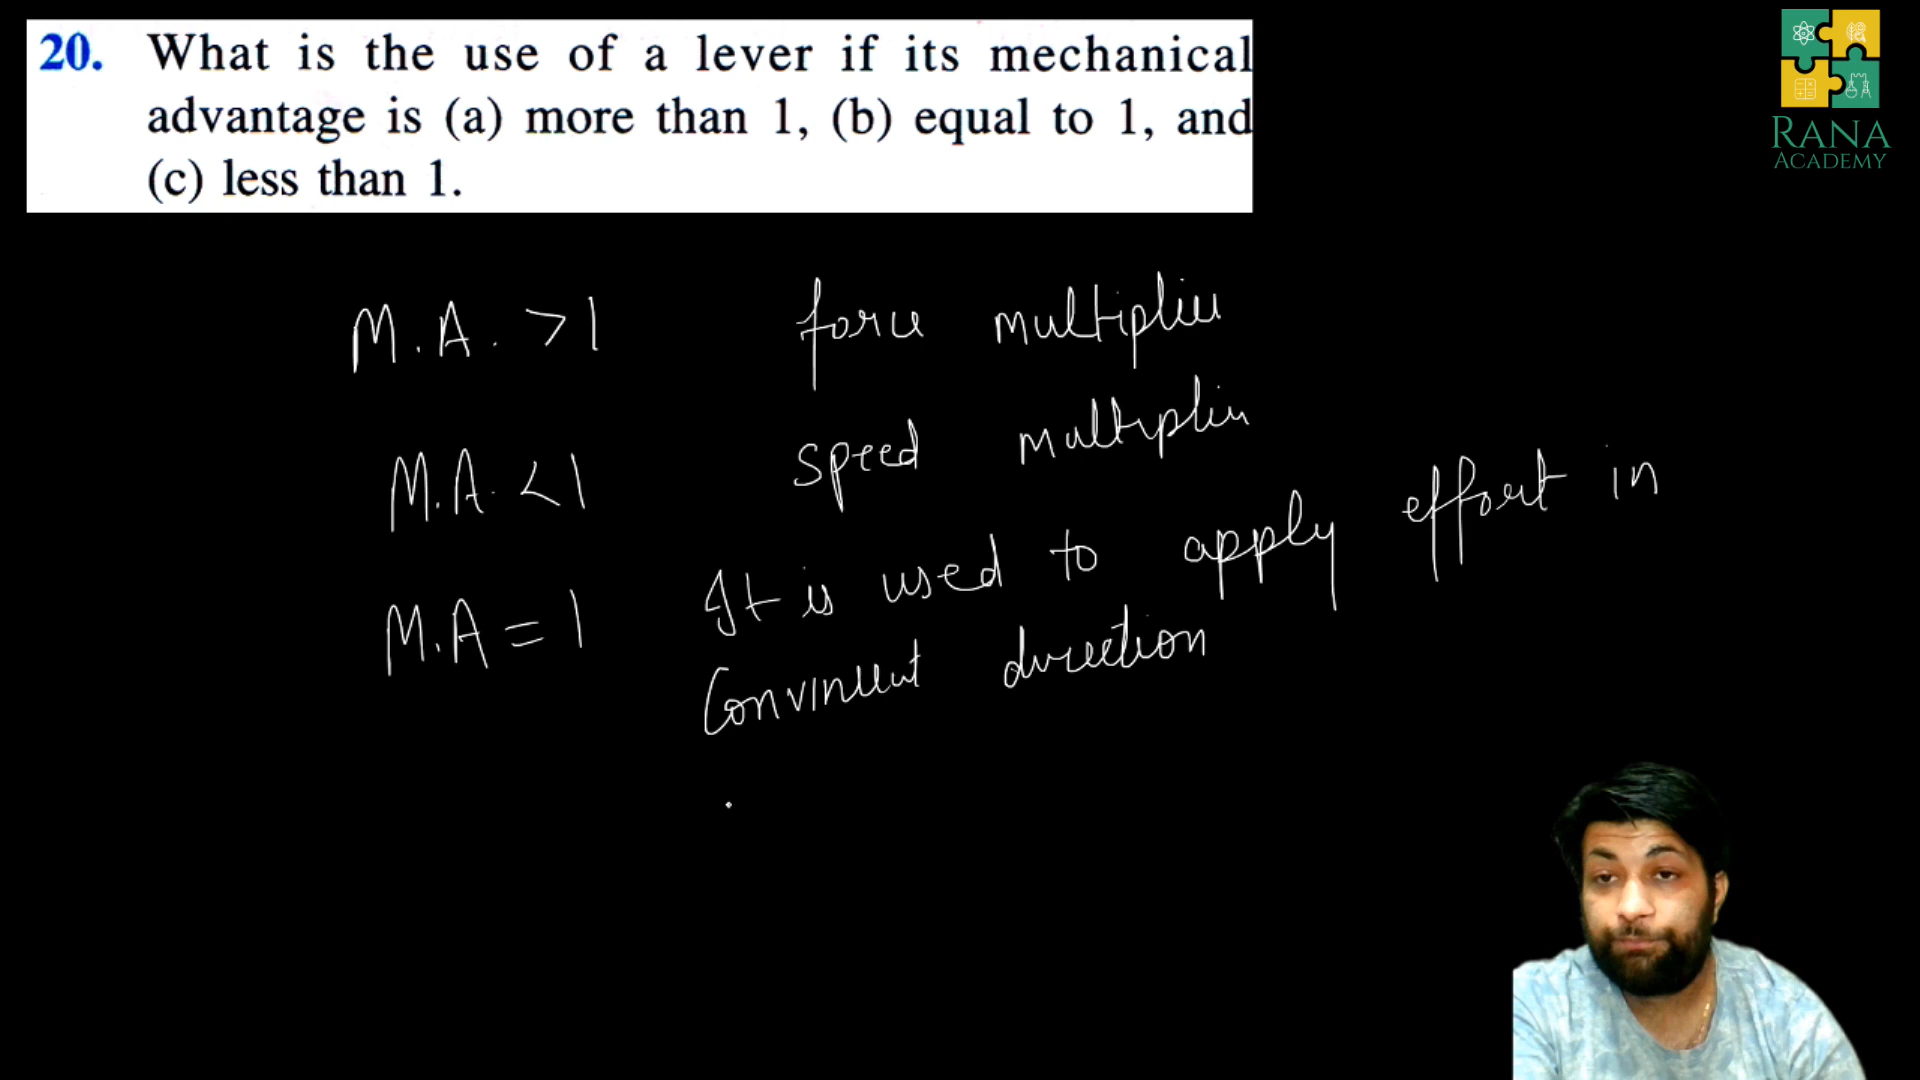 20. What is the use of a lever if its mechanical
advantage is (a) more than 1, (b) equal to 1, and
(c) less than 1.
RANA
ACADEMY
M.A. >1 force multiplier
M.A. <1 speed multiplier
M.A = 1 It is used to apply effort in
Convinient direction